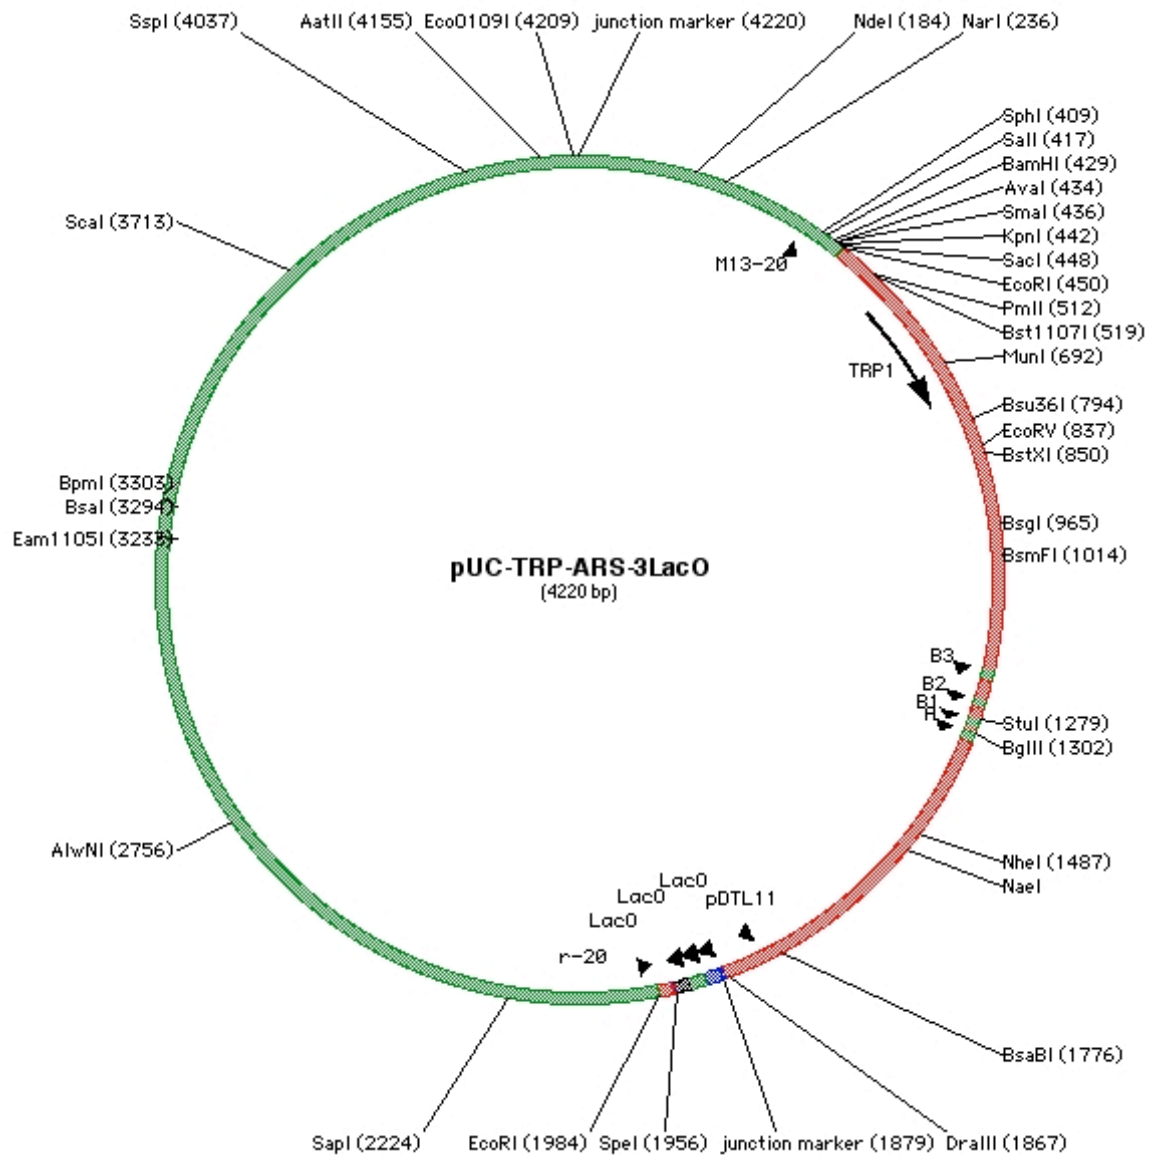 SspI (4037)
AatII (4155)
EcoO109I (4209)
junction marker (4220)
NdeI (184)
NarI (236)
SphI (409)
SalI (417)
BamHI (429)
AvaI (434)
SmaI (436)
KpnI (442)
SacI (448)
EcoRI (450)
PmlI (512)
Bst1107I (519)
MunI (692)
Bsu36I (794)
EcoRV (837)
BstXI (850)
BsgI (965)
BsmFI (1014)
ScaI (3713)
M13-20
TRP1
BpmI (3303)
BsaI (3294)
Eam1105I (3233)
pUC-TRP-ARS-3LacO
(4220 bp)
B3
B2
B1
H
StuI (1279)
BglII (1302)
AlwNI (2756)
NheI (1487)
NaeI
LacO
LacO
LacO
pDTL11
r-20
BsaBI (1776)
SapI (2224)
EcoRI (1984)
SpeI (1956)
junction marker (1879)
DraIII (1867)